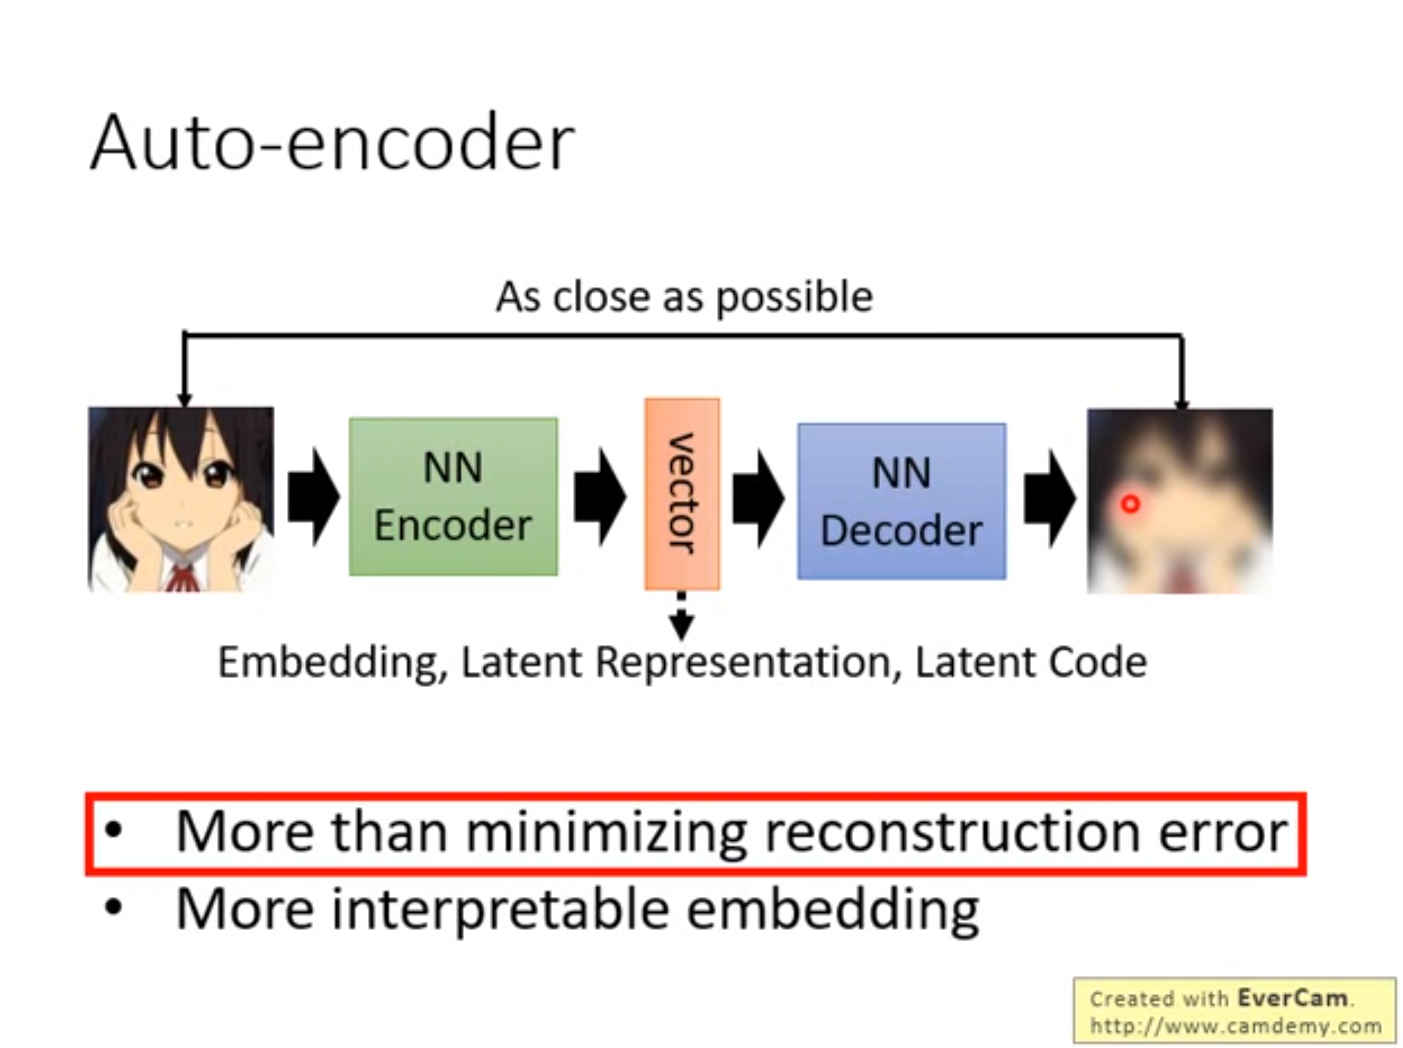 Auto-encoder
As close as possible
NN
Encoder
vector
NN
Decoder
Embedding, Latent Representation, Latent Code
• More than minimizing reconstruction error
• More interpretable embedding
Created with EverCam.
http://www.camdemy.com